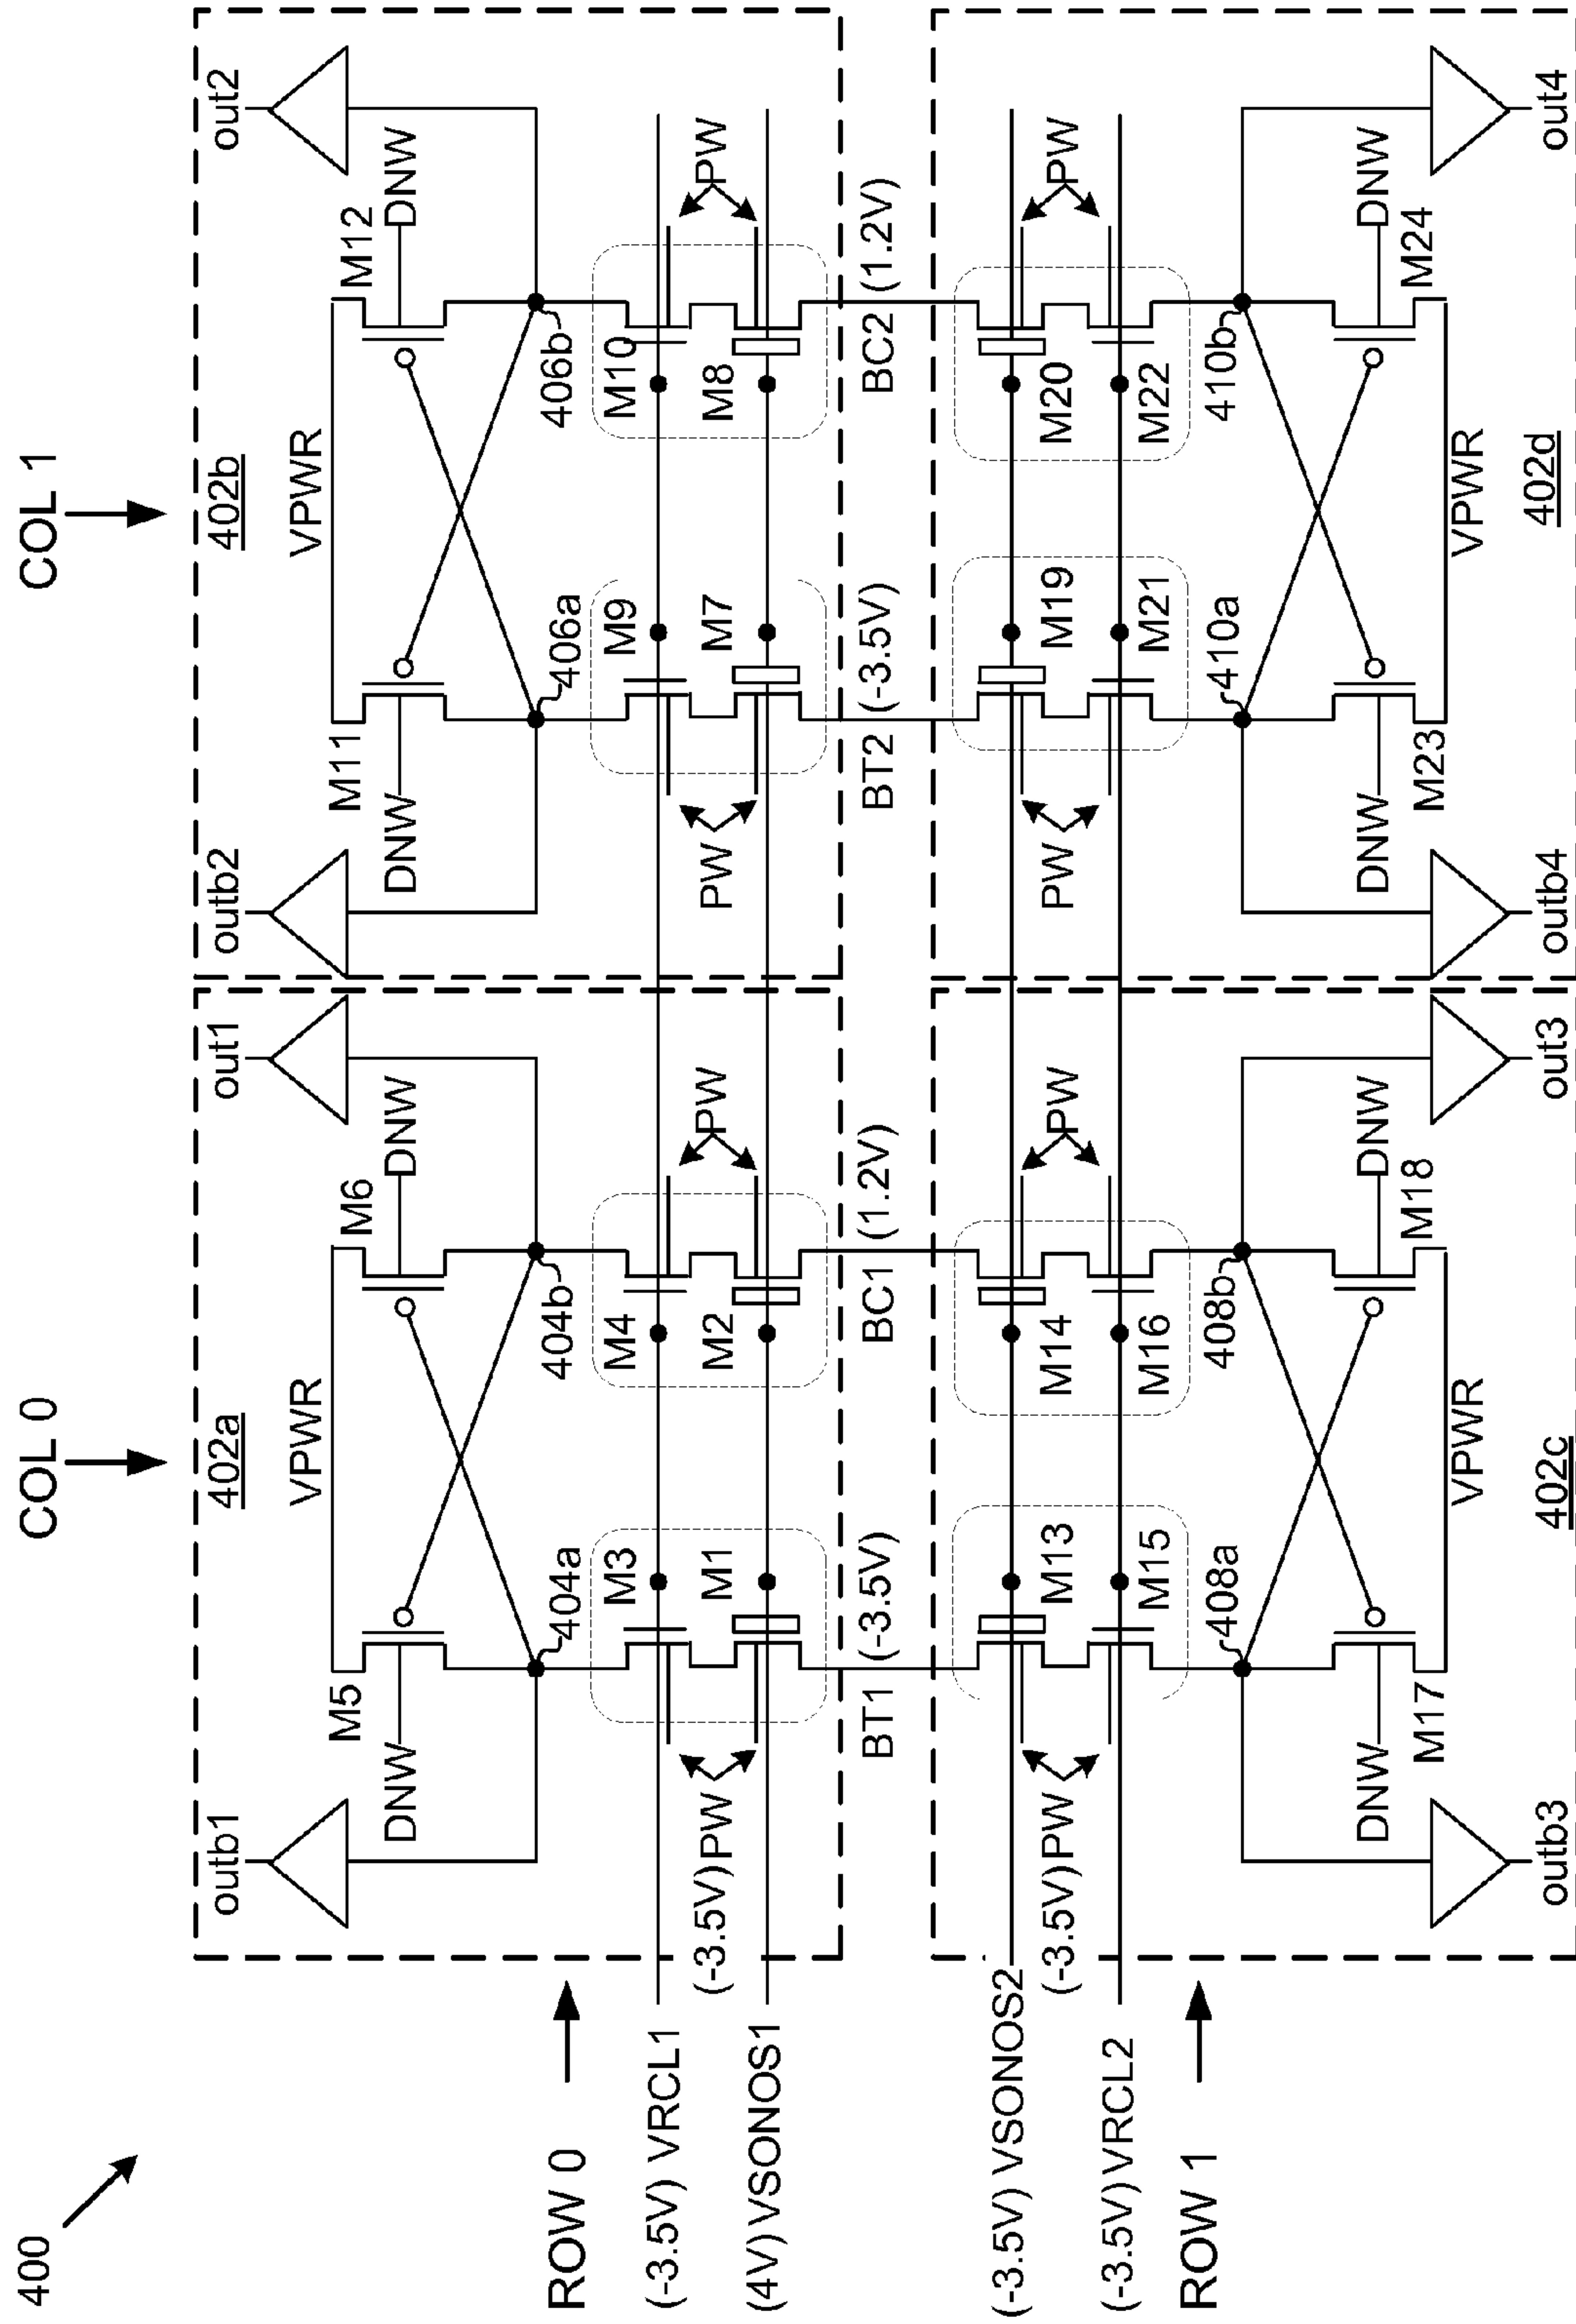 400
COL 0
COL 1
402a
402b
outb1
out1
outb2
out2
VPWR
VPWR
M5
M6
M11
M12
DNW
DNW
DNW
DNW
404a
404b
406a
406b
ROW 0
(-3.5V) VRCL1
M3
M4
M9
M10
(-3.5V) PW
PW
PW
PW
(4V) VSONOS1
M1
M2
M7
M8
BT1 (-3.5V)
BC1 (1.2V)
BT2 (-3.5V)
BC2 (1.2V)
(-3.5V) VSONOS2
M13
M14
M19
M20
(-3.5V) PW
PW
PW
PW
(-3.5V) VRCL2
M15
M16
M21
M22
ROW 1
408a
408b
410a
410b
DNW
DNW
DNW
DNW
M17
M18
M23
M24
VPWR
VPWR
outb3
402c
out3
outb4
402d
out4